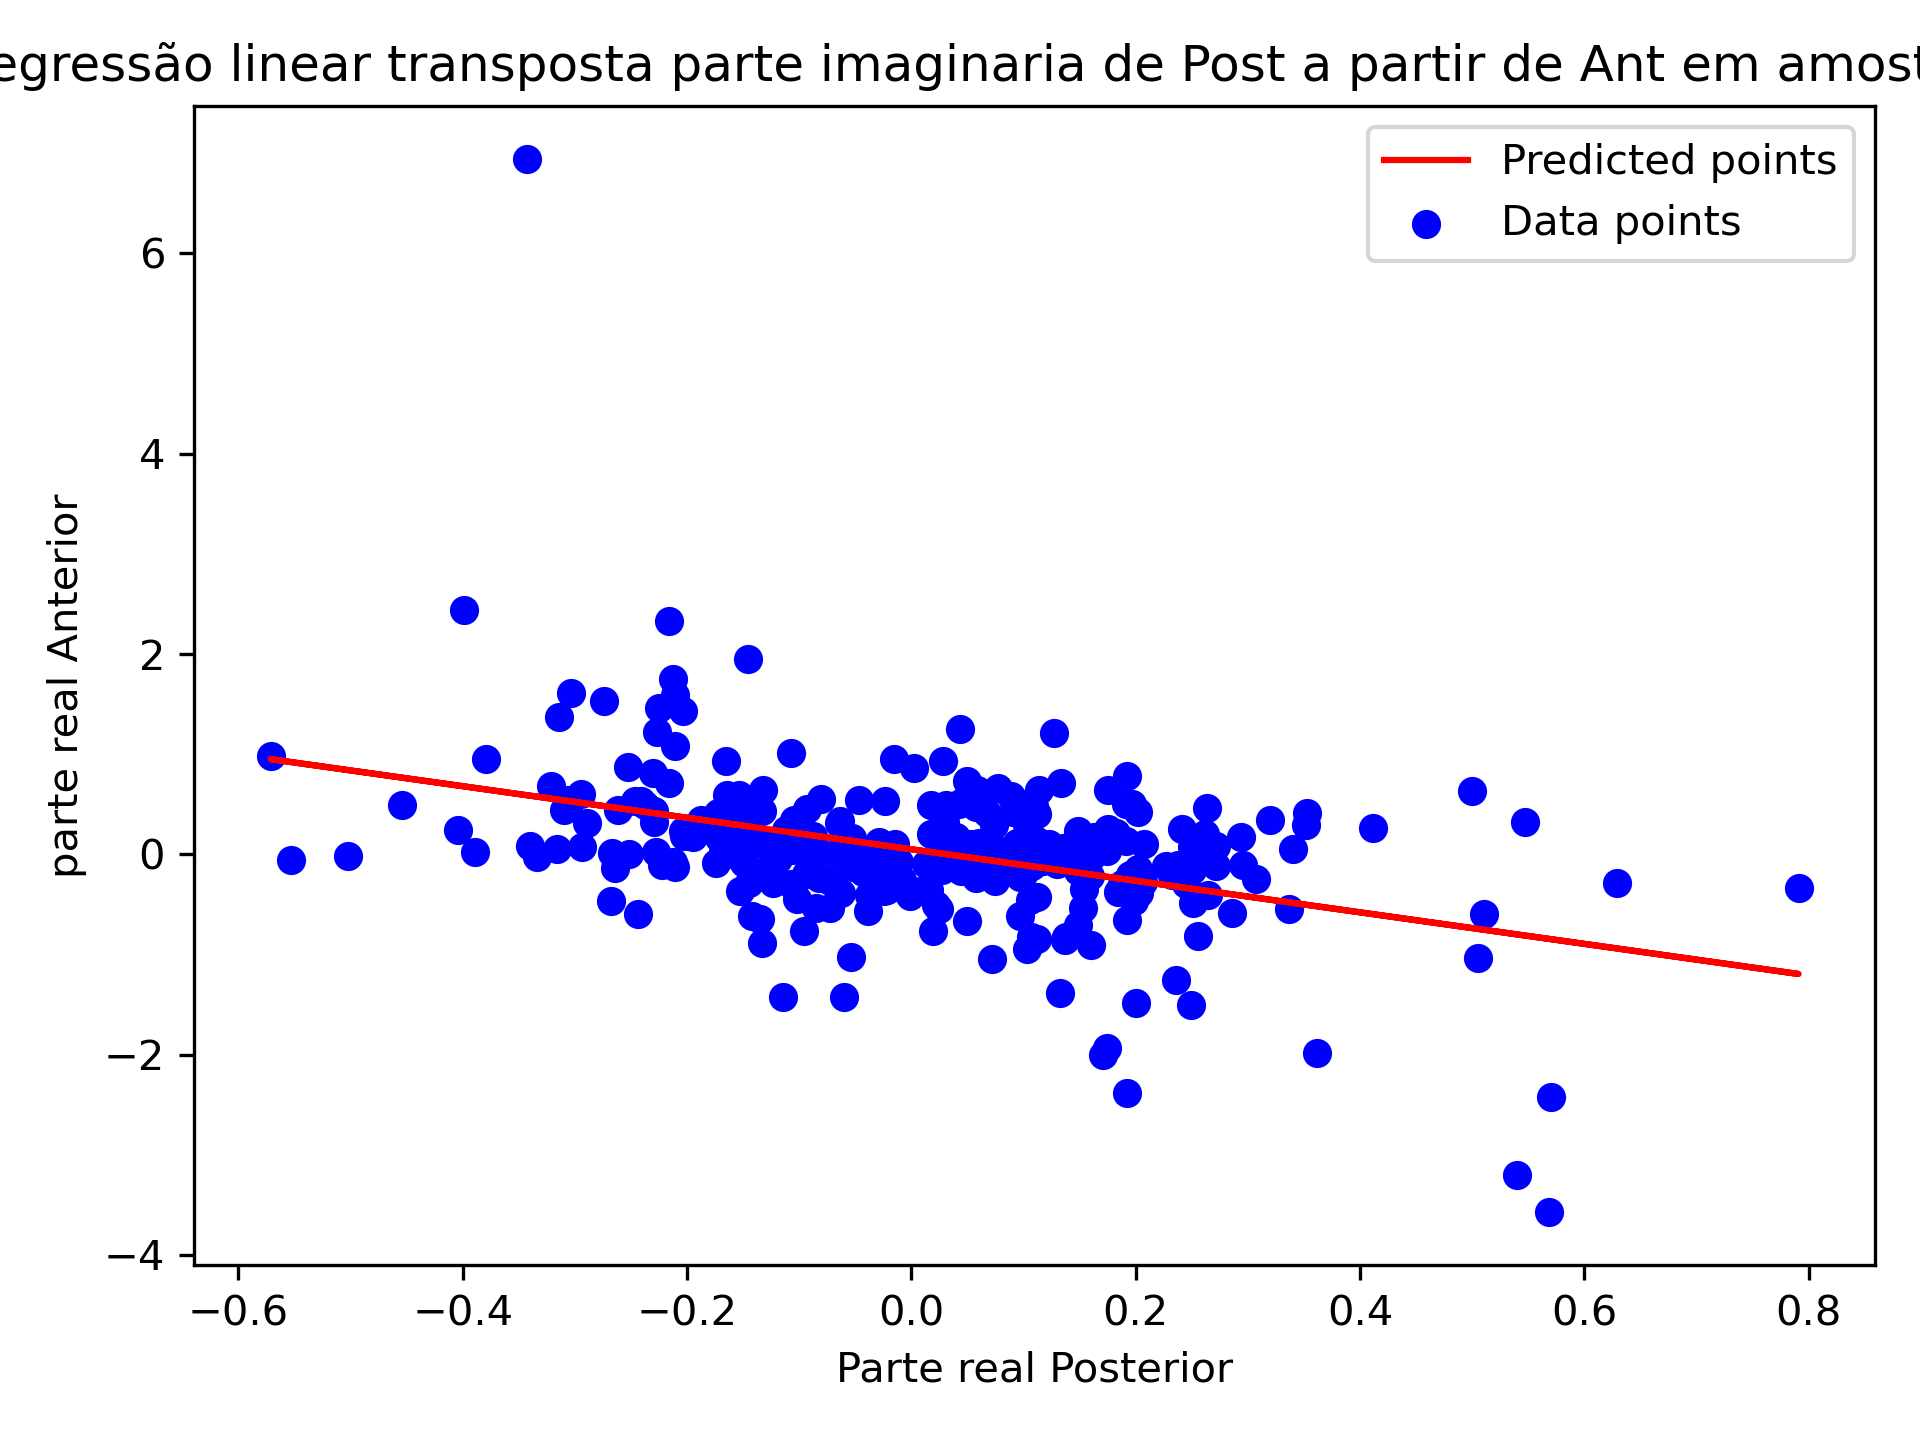 egressão linear transposta parte imaginaria de Post a partir de Ant em amost
Predicted points
Data points
parte real Anterior
6
4
2
0
−2
−4
−0.6 −0.4 −0.2 0.0 0.2 0.4 0.6 0.8
Parte real Posterior